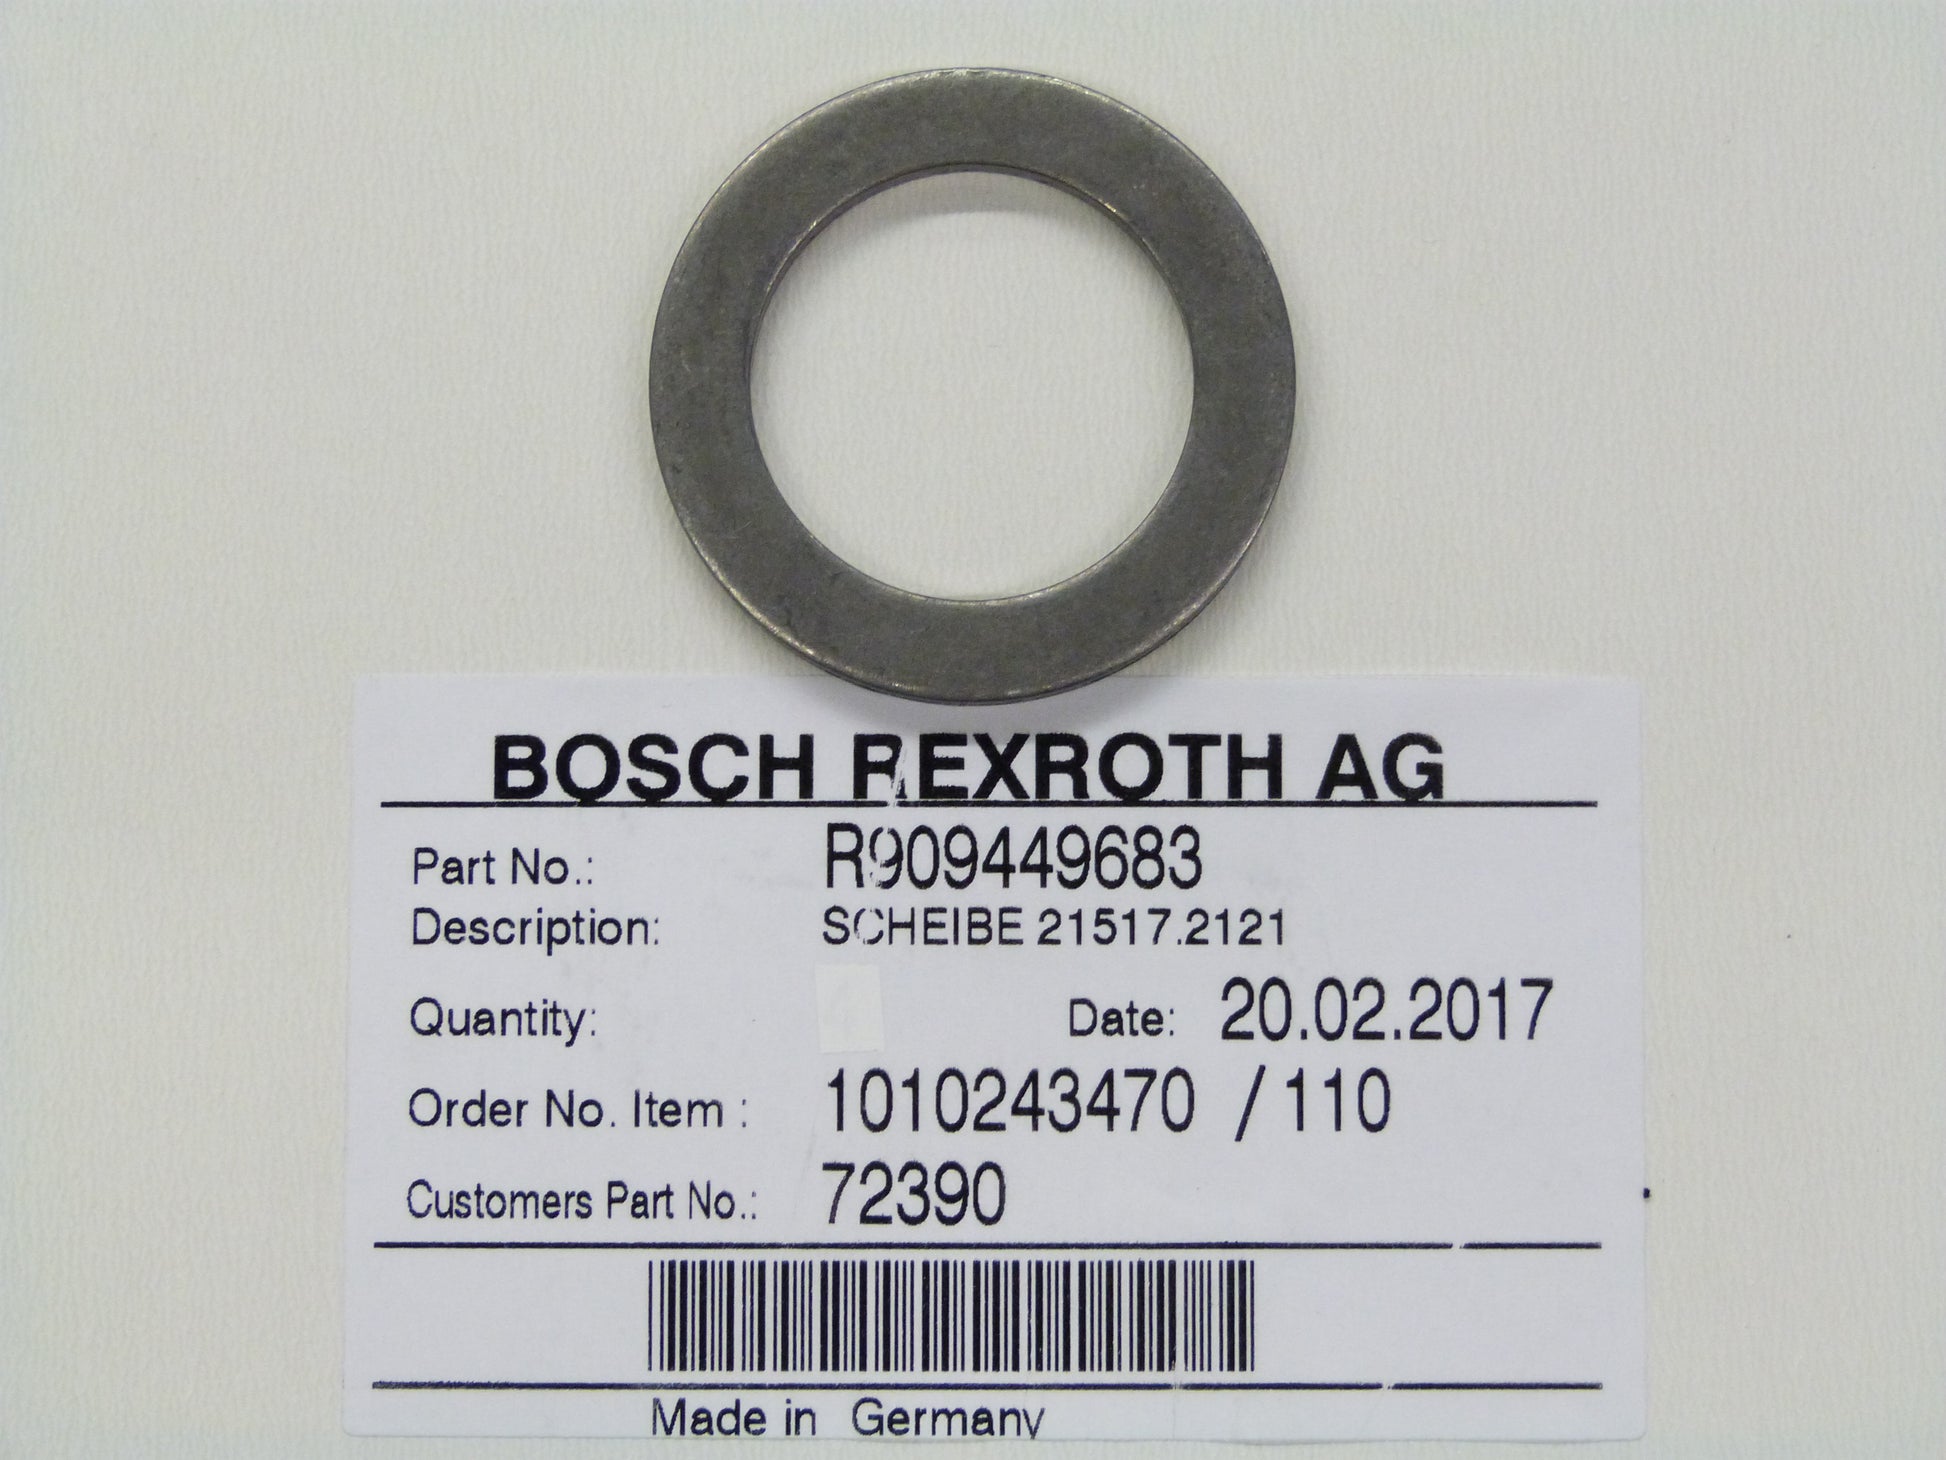 BOSCH REXROTH AG
Part No.: R909449683
Description: SCHEIBE 21517.2121
Quantity: Date: 20.02.2017
Order No. Item : 1010243470 / 110
Customers Part No.: 72390
Made in Germany